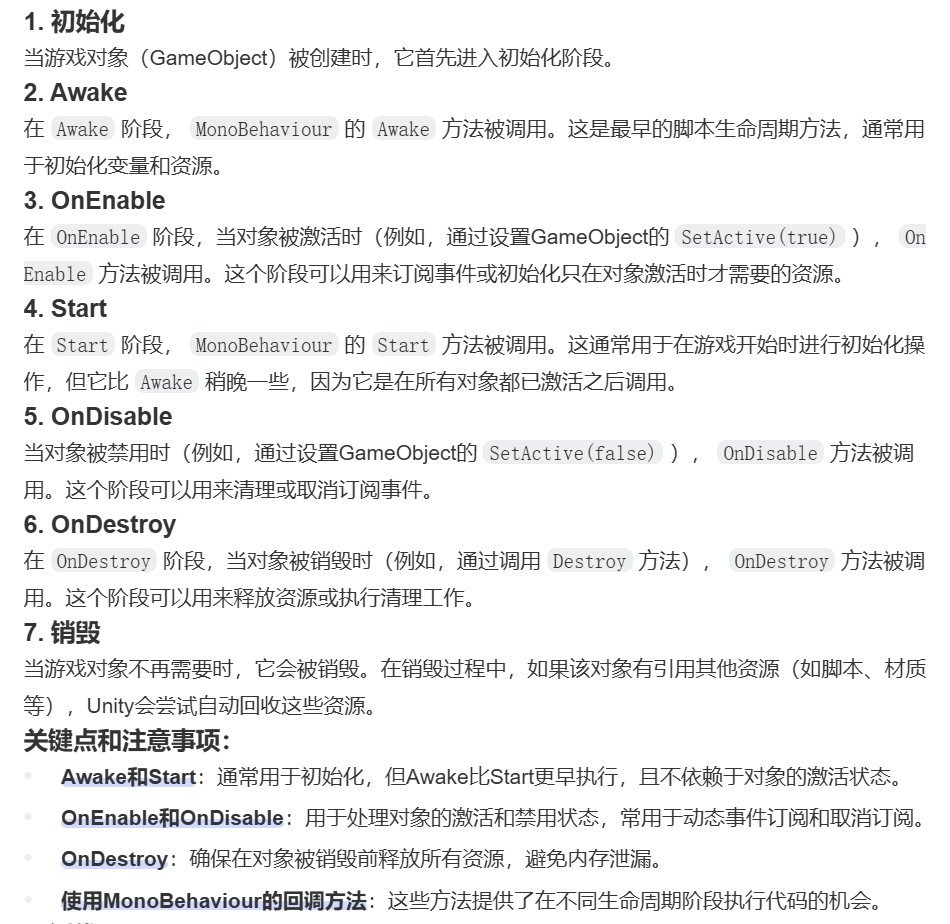 1. 初始化
当游戏对象（GameObject）被创建时，它首先进入初始化阶段。
2. Awake
在 Awake 阶段， MonoBehaviour 的 Awake 方法被调用。这是最早的脚本生命周期方法，通常用
于初始化变量和资源。
3. OnEnable
在 OnEnable 阶段，当对象被激活时（例如，通过设置GameObject的 SetActive(true) ）， On
Enable 方法被调用。这个阶段可以用来订阅事件或初始化只在对象激活时才需要的资源。
4. Start
在 Start 阶段， MonoBehaviour 的 Start 方法被调用。这通常用于在游戏开始时进行初始化操
作，但它比 Awake 稍晚一些，因为它是在所有对象都已激活之后调用。
5. OnDisable
当对象被禁用时（例如，通过设置GameObject的 SetActive(false) ）， OnDisable 方法被调
用。这个阶段可以用来清理或取消订阅事件。
6. OnDestroy
在 OnDestroy 阶段，当对象被销毁时（例如，通过调用 Destroy 方法）， OnDestroy 方法被调
用。这个阶段可以用来释放资源或执行清理工作。
7. 销毁
当游戏对象不再需要时，它会被销毁。在销毁过程中，如果该对象有引用其他资源（如脚本、材质
等），Unity会尝试自动回收这些资源。
关键点和注意事项：
Awake和Start：通常用于初始化，但Awake比Start更早执行，且不依赖于对象的激活状态。
OnEnable和OnDisable：用于处理对象的激活和禁用状态，常用于动态事件订阅和取消订阅。
OnDestroy：确保在对象被销毁前释放所有资源，避免内存泄漏。
使用MonoBehaviour的回调方法：这些方法提供了在不同生命周期阶段执行代码的机会。